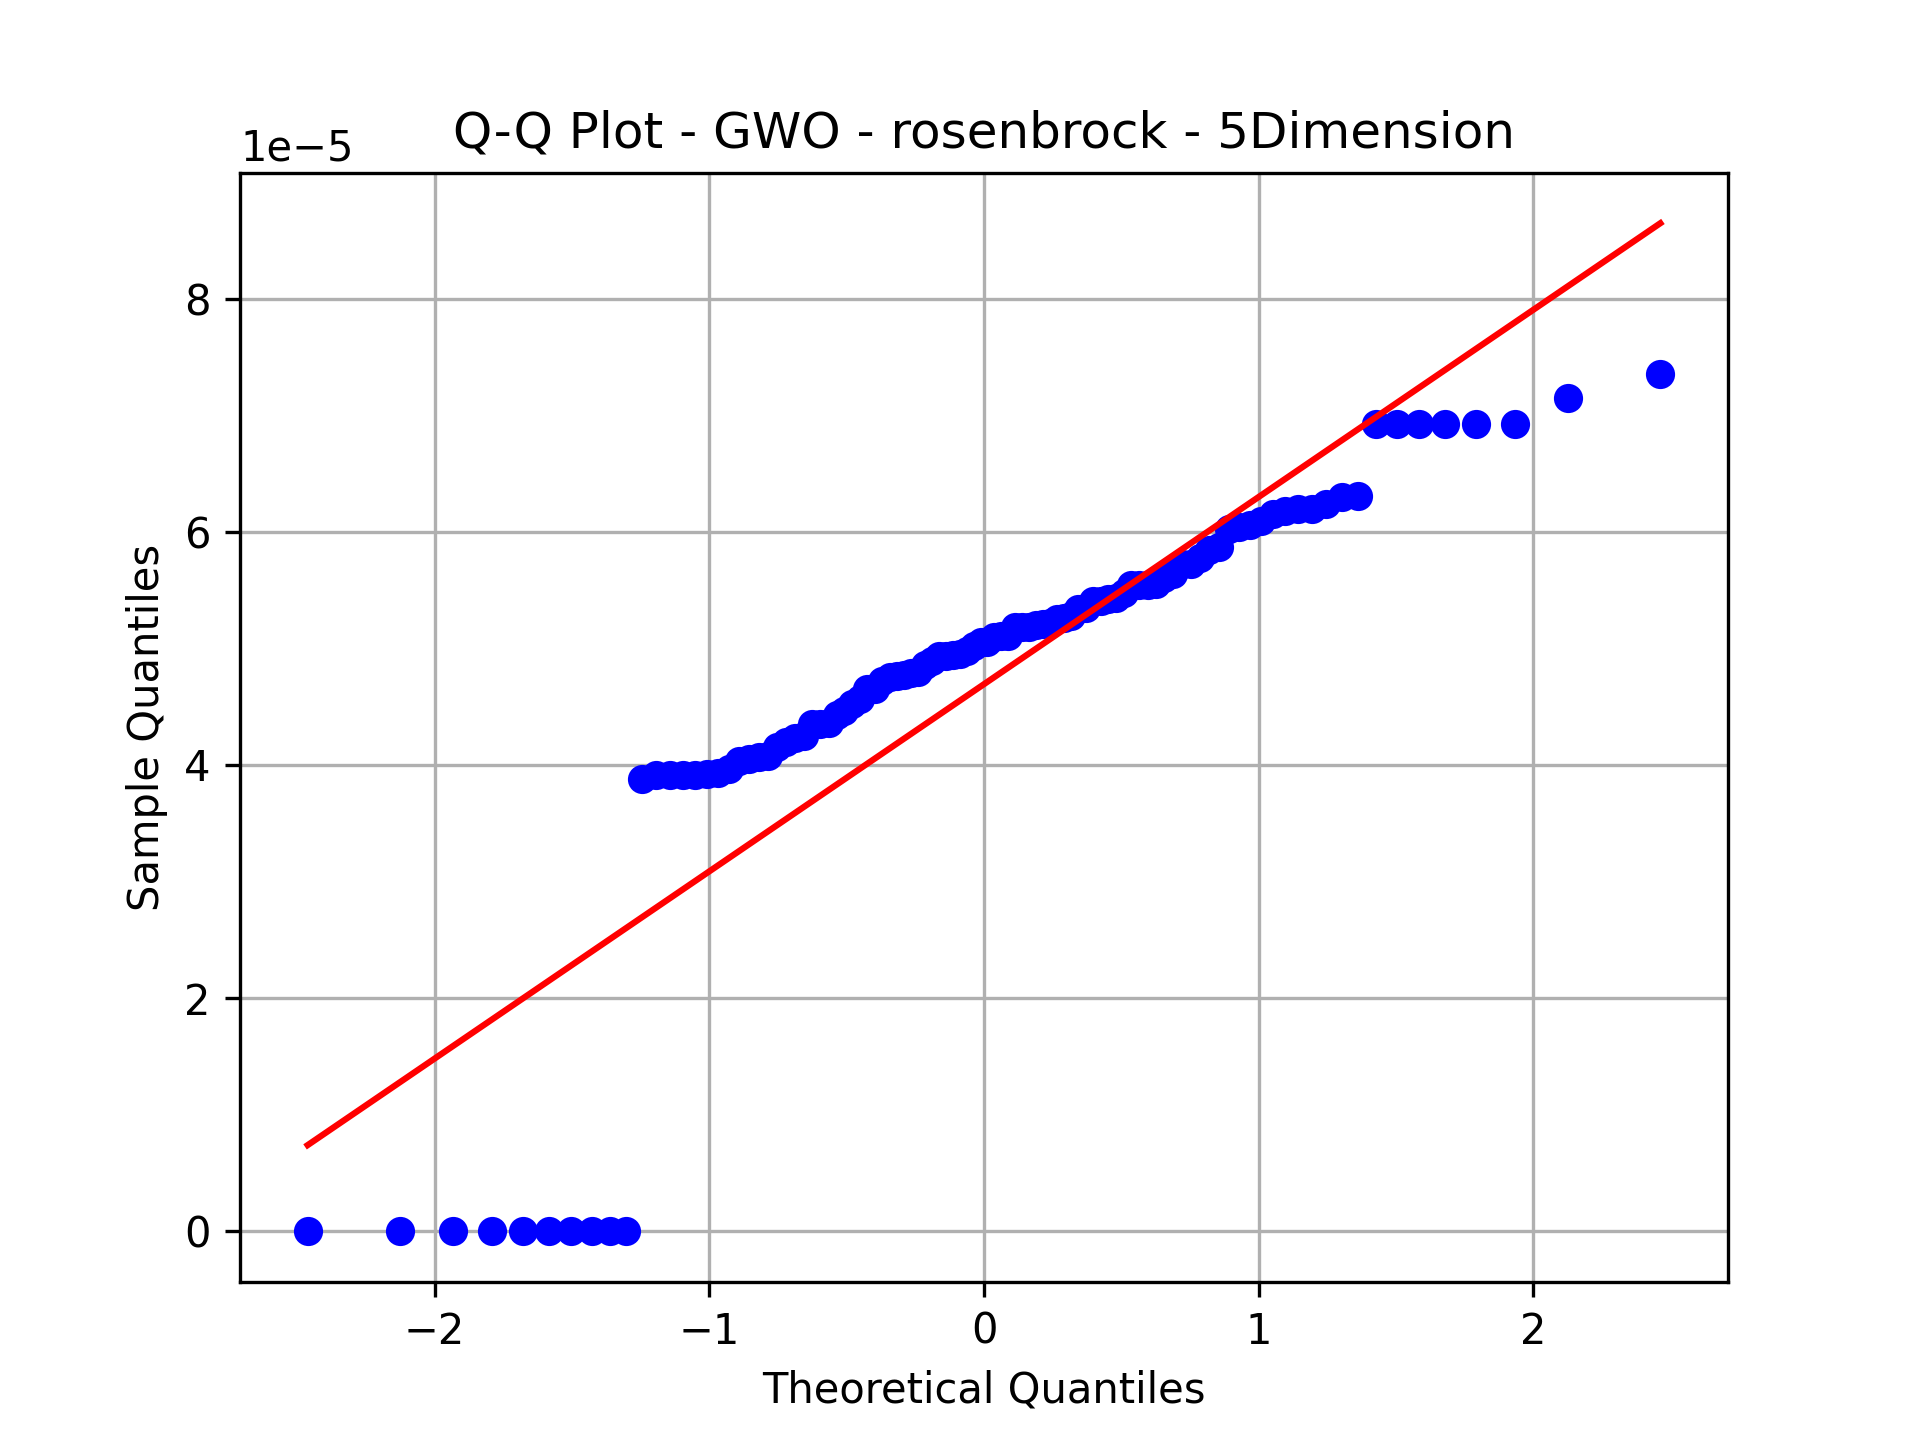 Q-Q Plot - GWO - rosenbrock - 5Dimension
1e−5
8
6
4
2
0
Sample Quantiles
−2 −1 0 1 2
Theoretical Quantiles